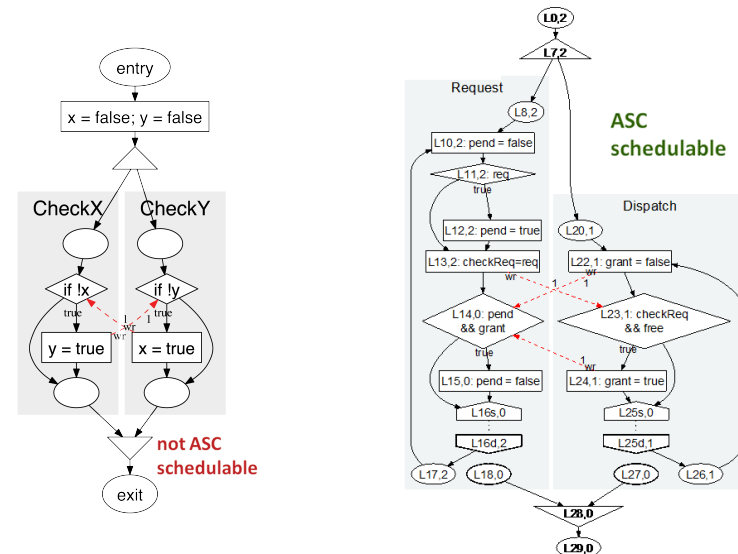 entry
x = false; y = false
CheckX
CheckY
if !x
if !y
true
true
1
wr
wr
1
y = true
x = true
not ASC
schedulable
exit
L0,2
L7,2
Request
L8,2
ASC
schedulable
L10,2: pend = false
L11,2: req
true
Dispatch
L12,2: pend = true
L20,1
L13,2: checkReq=req
L22,1: grant = false
wr
wr
1
1
L14,0: pend
&& grant
L23,1: checkReq
&& free
true
true
1
wr
L15,0: pend = false
L24,1: grant = true
L16s,0
L25s,0
L16d,2
L25d,1
L17,2
L18,0
L27,0
L26,1
L28,0
L29,0